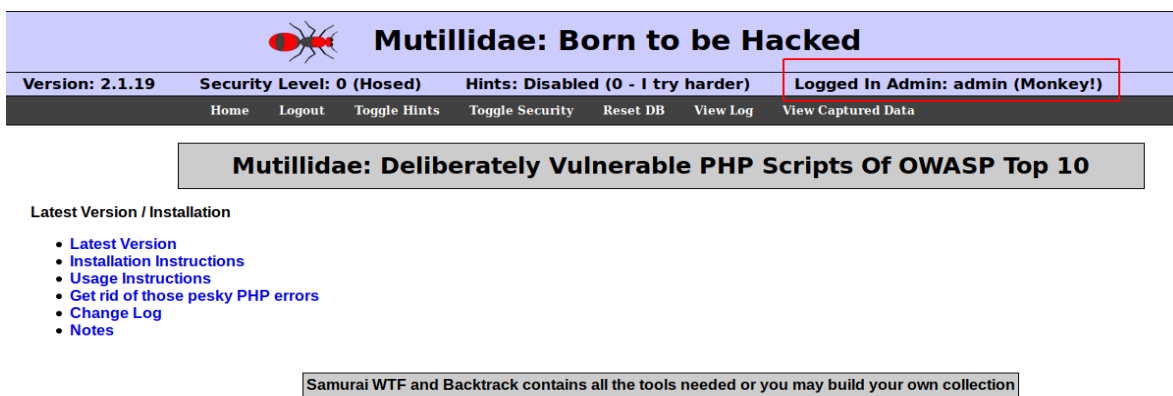 Mutillidae: Born to be Hacked
Version: 2.1.19 Security Level: 0 (Hosed) Hints: Disabled (0 - I try harder) Logged In Admin: admin (Monkey!)
Home Logout Toggle Hints Toggle Security Reset DB View Log View Captured Data
Mutillidae: Deliberately Vulnerable PHP Scripts Of OWASP Top 10
Latest Version / Installation
• Latest Version
• Installation Instructions
• Usage Instructions
• Get rid of those pesky PHP errors
• Change Log
• Notes
Samurai WTF and Backtrack contains all the tools needed or you may build your own collection